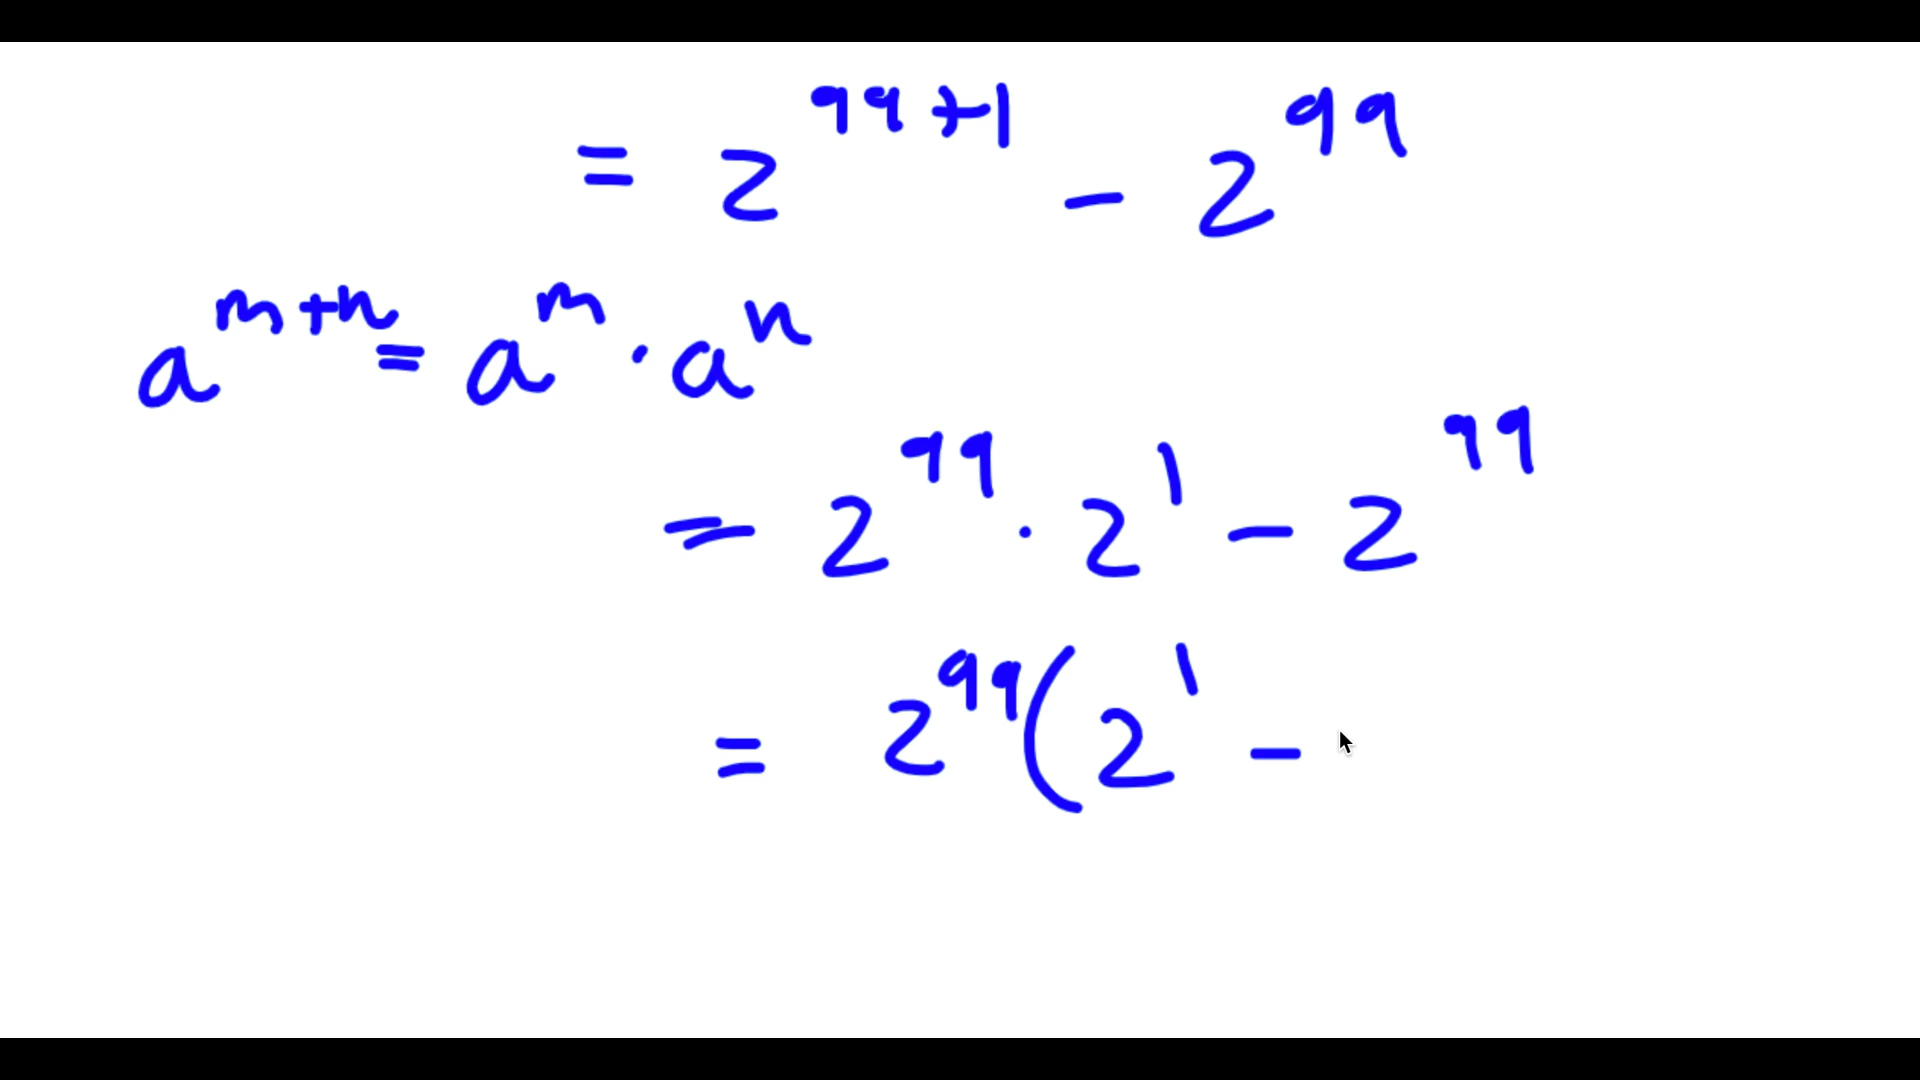 = 2^{99+1} - 2^{99}
a^{m+n} = a^m · a^n
= 2^{99} · 2^1 - 2^{99}
= 2^{99}(2^1 -